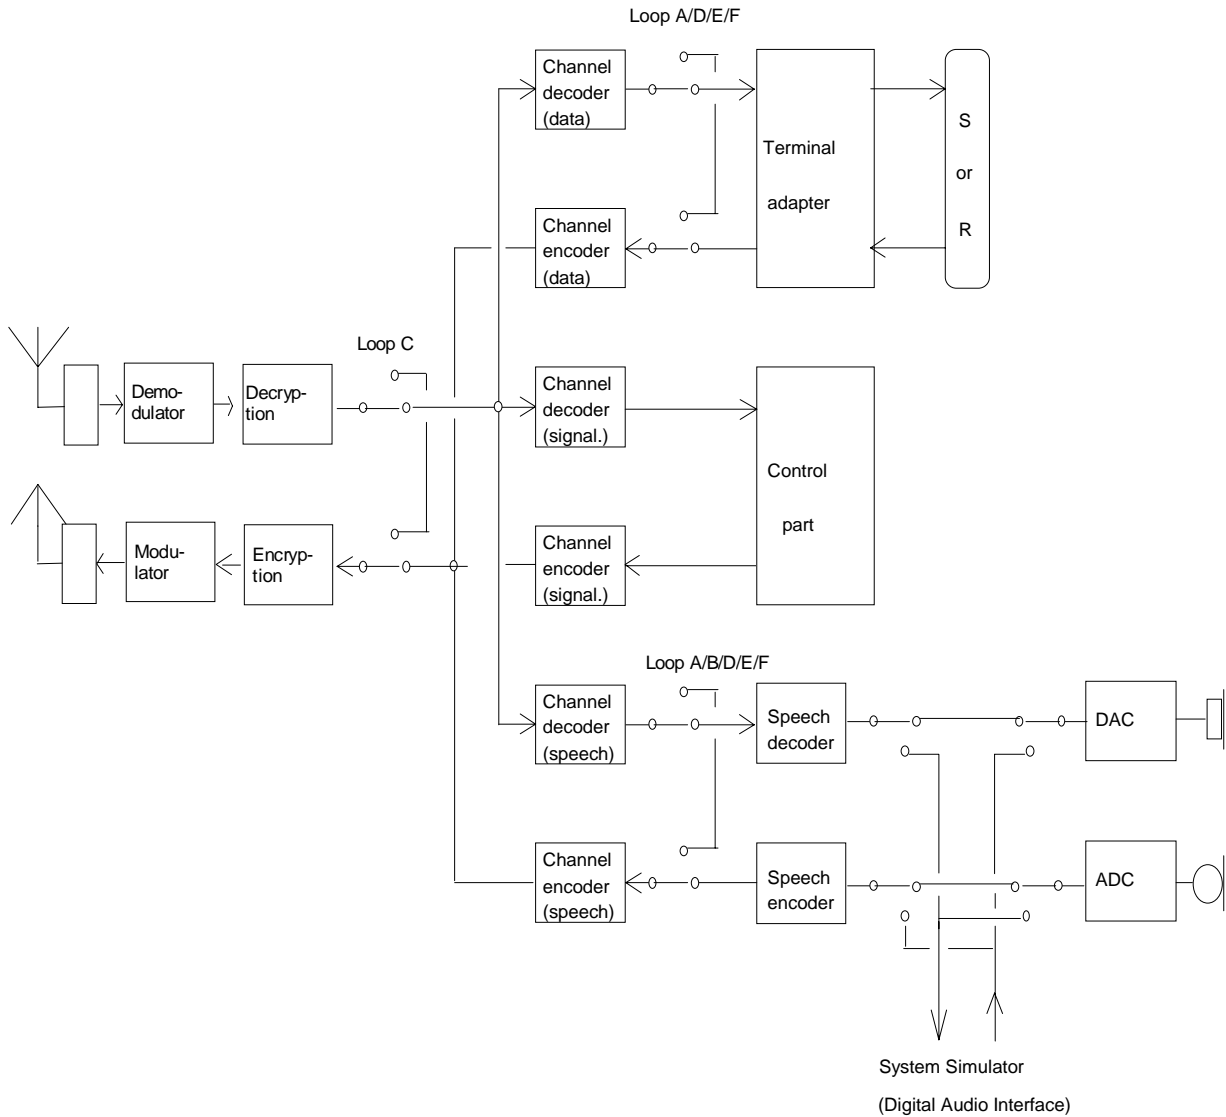 Loop A/D/E/F
Channel
decoder
(data)
Terminal
adapter
S
or
R
Channel
encoder
(data)
Loop C
Demo-
dulator
Decryp-
tion
Channel
decoder
(signal.)
Control
part
Modu-
lator
Encryp-
tion
Channel
encoder
(signal.)
Loop A/B/D/E/F
Channel
decoder
(speech)
Speech
decoder
DAC
Channel
encoder
(speech)
Speech
encoder
ADC
System Simulator
(Digital Audio Interface)